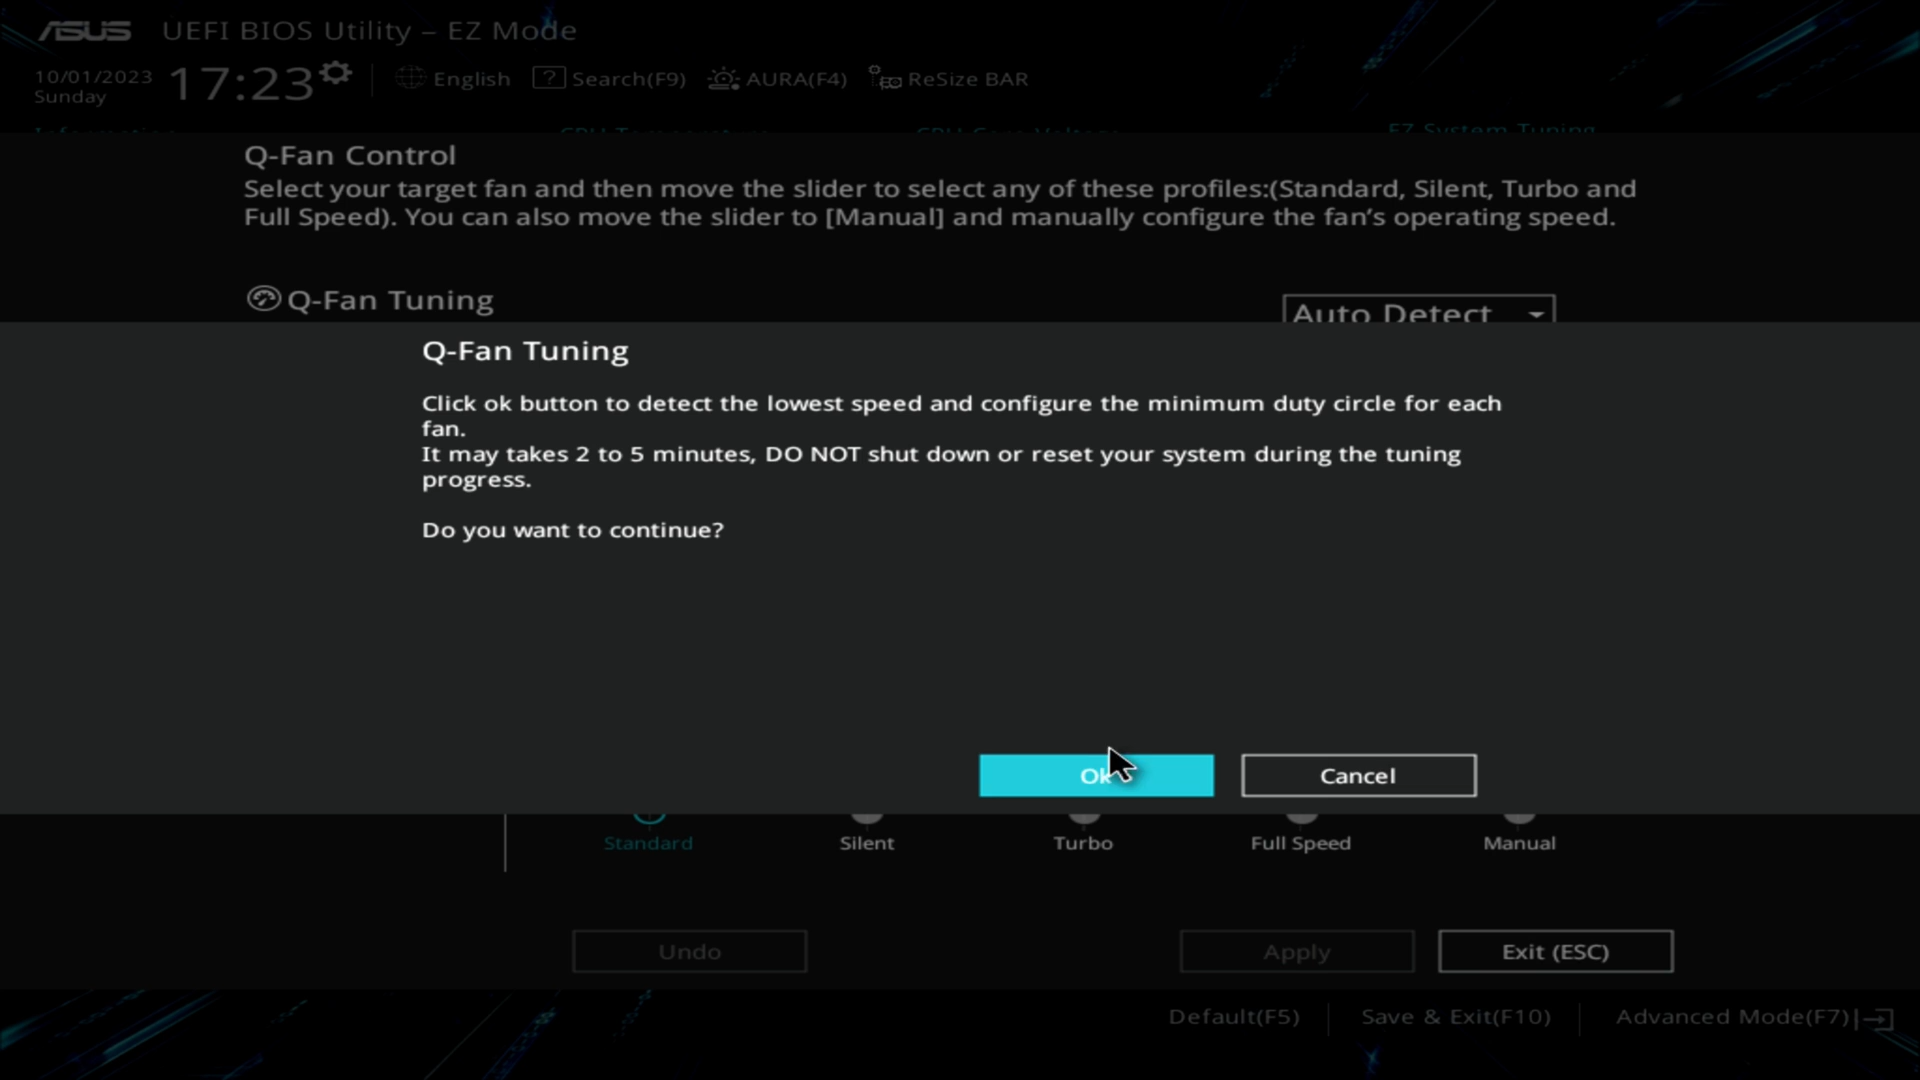 ASUS UEFI BIOS Utility – EZ Mode
10/01/2023
Sunday
17:23
English
? Search(F9)
AURA(F4)
ReSize BAR
EZ System Tuning
Q-Fan Control
Select your target fan and then move the slider to select any of these profiles:(Standard, Silent, Turbo and
Full Speed). You can also move the slider to [Manual] and manually configure the fan’s operating speed.
Q-Fan Tuning
Auto Detect
Q-Fan Tuning
Click ok button to detect the lowest speed and configure the minimum duty circle for each
fan.
It may takes 2 to 5 minutes, DO NOT shut down or reset your system during the tuning
progress.
Do you want to continue?
Ok
Cancel
Standard
Silent
Turbo
Full Speed
Manual
Undo
Apply
Exit (ESC)
Default(F5)
Save & Exit(F10)
Advanced Mode(F7)